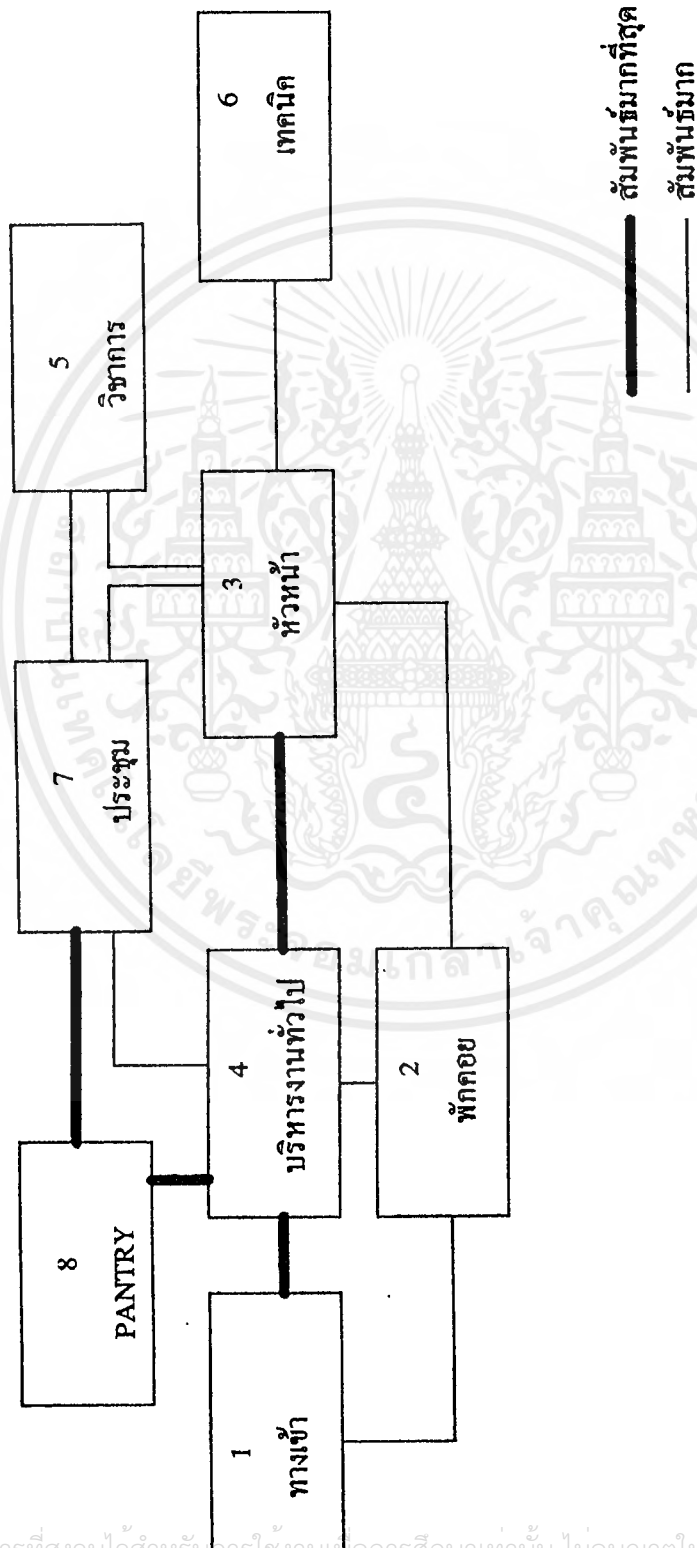 8
PANTRY
7
ประชุม
5
วิชาการ
1
ทางเข้า
4
บริหารงานทั่วไป
3
หัวหน้า
6
เทคนิค
2
พักคอย
สัมพันธ์มากที่สุด
สัมพันธ์มาก